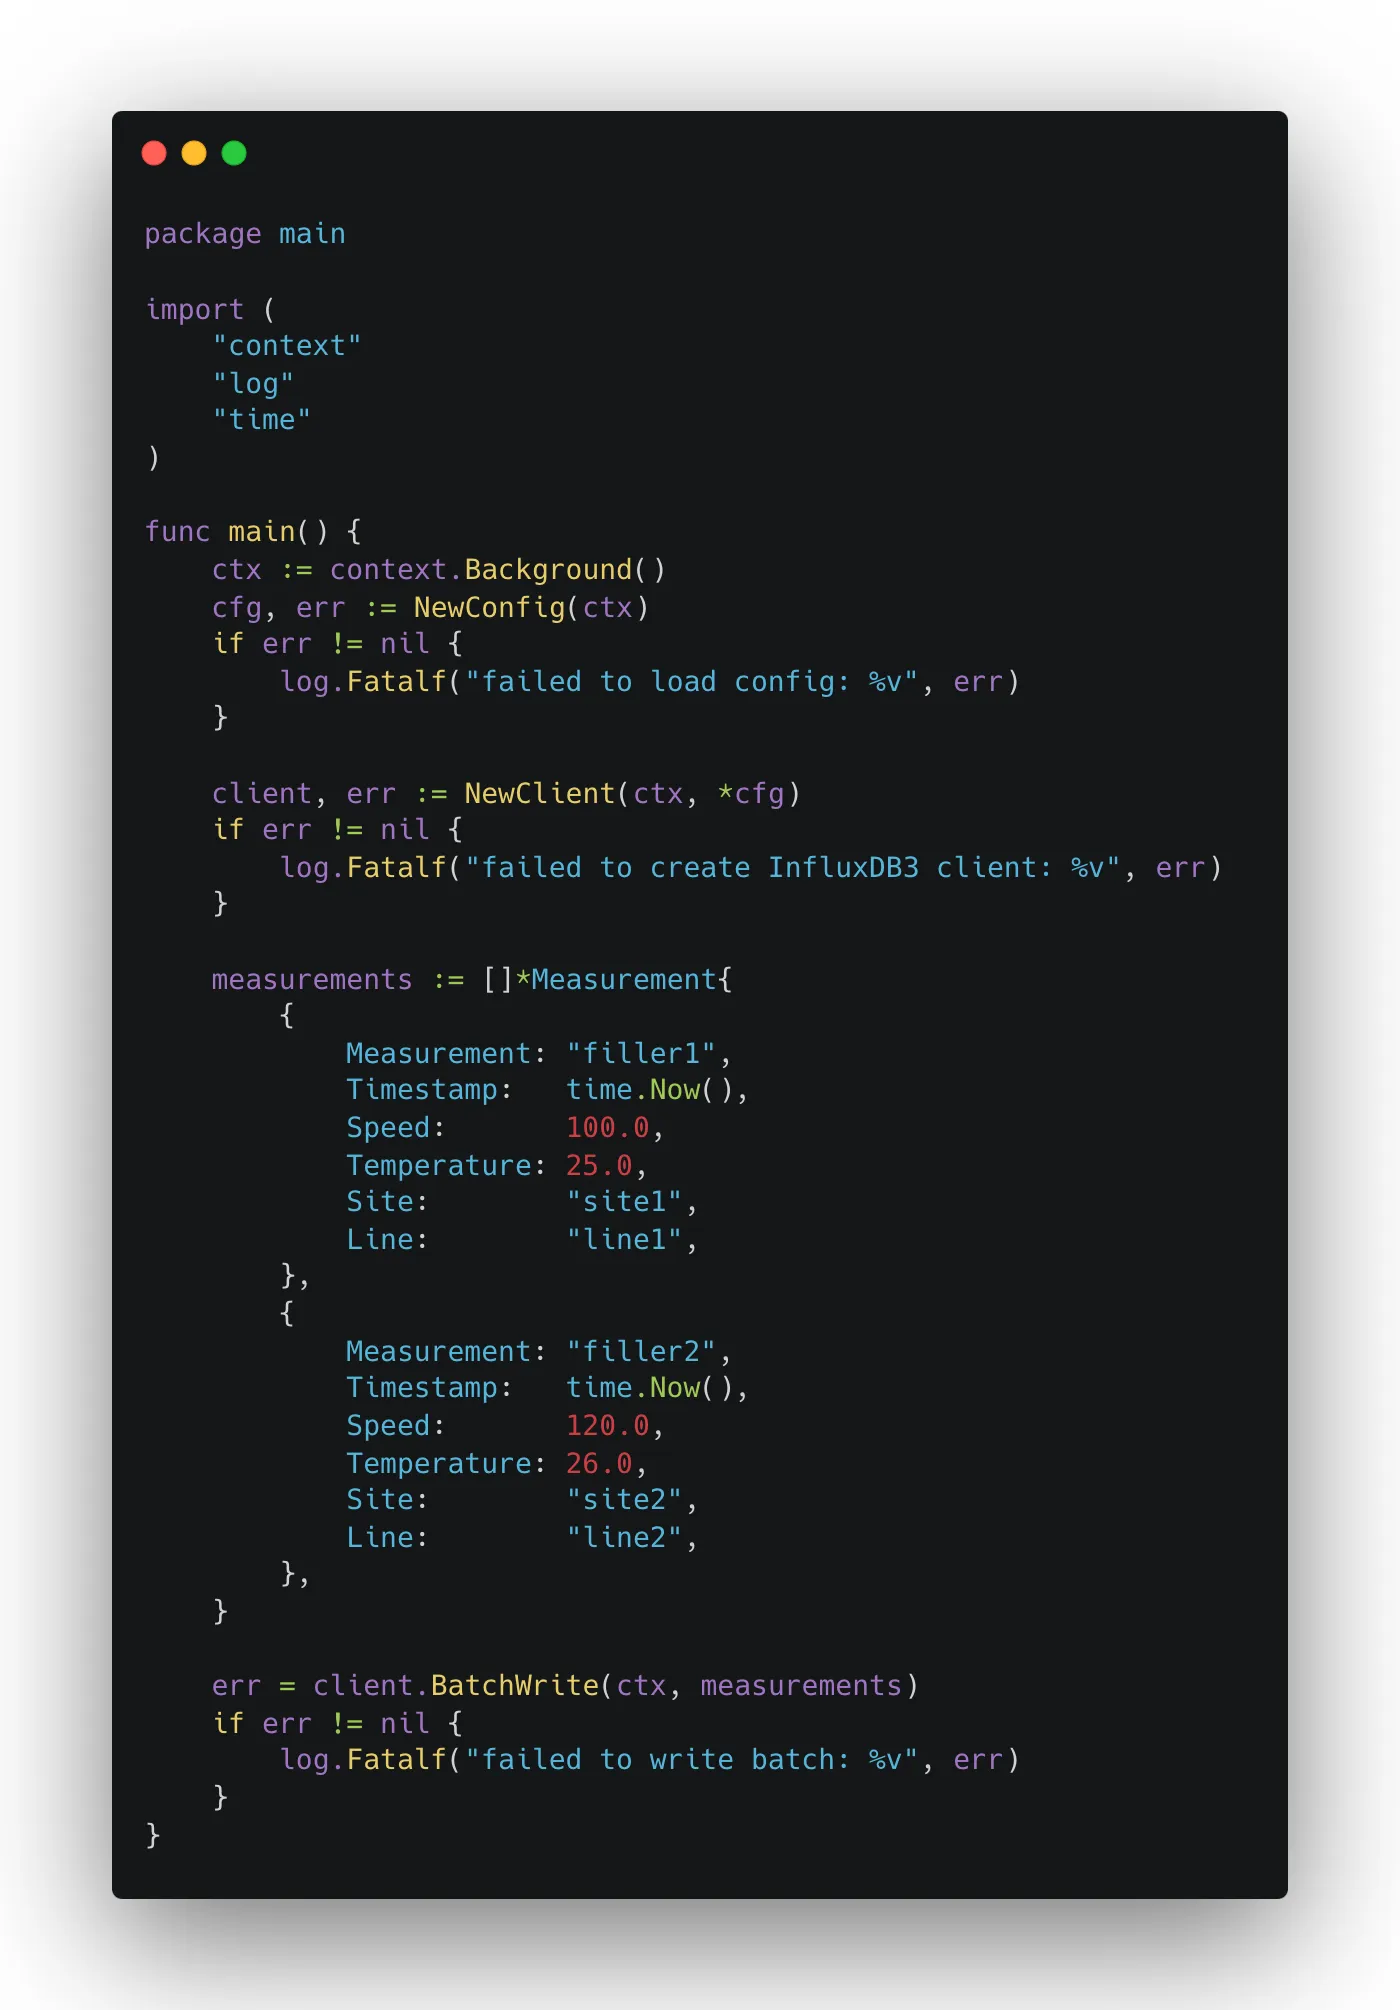 package main

import (
    "context"
    "log"
    "time"
)

func main() {
    ctx := context.Background()
    cfg, err := NewConfig(ctx)
    if err != nil {
        log.Fatalf("failed to load config: %v", err)
    }

    client, err := NewClient(ctx, *cfg)
    if err != nil {
        log.Fatalf("failed to create InfluxDB3 client: %v", err)
    }

    measurements := []*Measurement{
        {
            Measurement: "filler1",
            Timestamp:   time.Now(),
            Speed:       100.0,
            Temperature: 25.0,
            Site:        "site1",
            Line:        "line1",
        },
        {
            Measurement: "filler2",
            Timestamp:   time.Now(),
            Speed:       120.0,
            Temperature: 26.0,
            Site:        "site2",
            Line:        "line2",
        },
    }

    err = client.BatchWrite(ctx, measurements)
    if err != nil {
        log.Fatalf("failed to write batch: %v", err)
    }
}